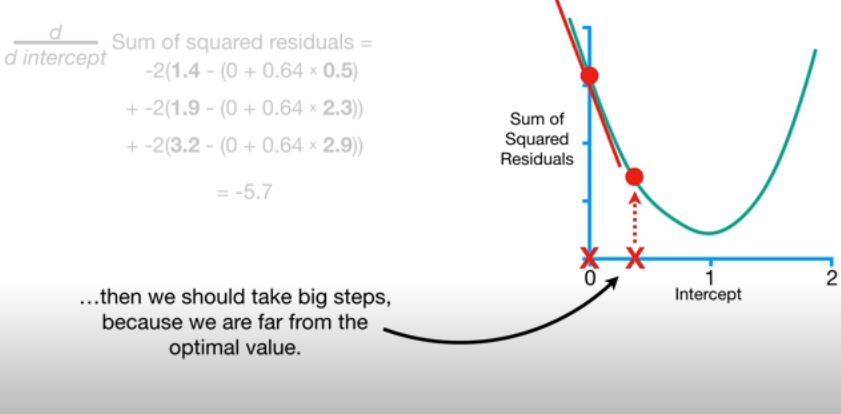 d
d intercept
Sum of squared residuals =
-2(1.4 - (0 + 0.64 × 0.5)
+ -2(1.9 - (0 + 0.64 × 2.3))
+ -2(3.2 - (0 + 0.64 × 2.9))
= -5.7
Sum of
Squared
Residuals
0 1 2
Intercept
...then we should take big steps,
because we are far from the
optimal value.